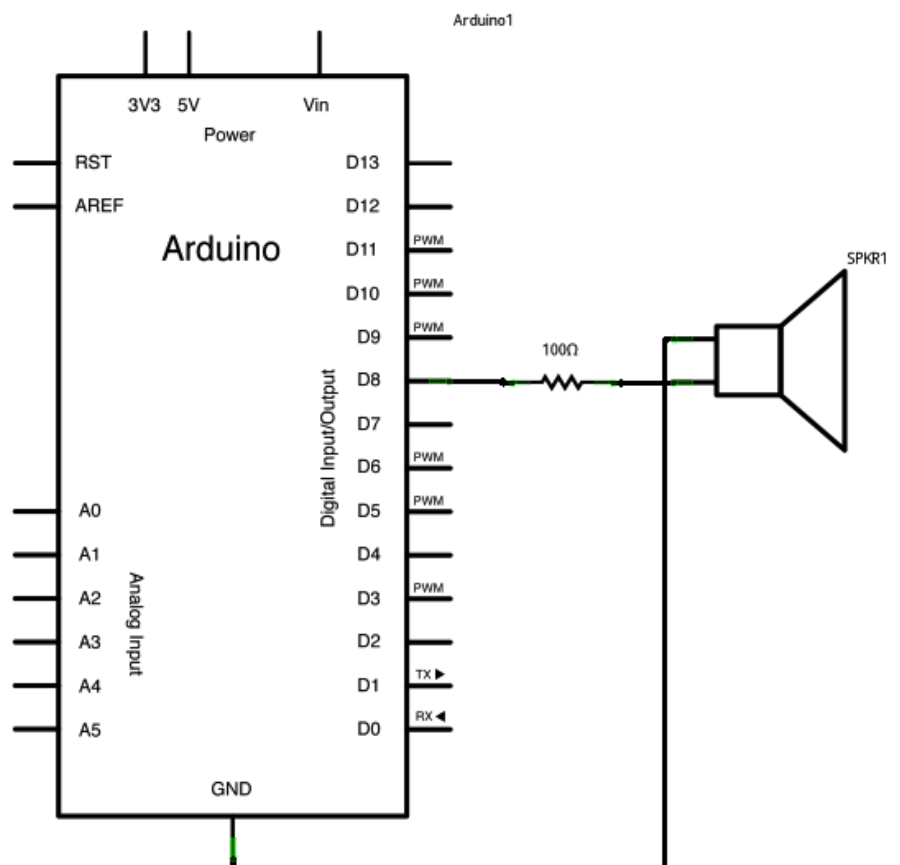 Arduino1
3V3 5V Vin
Power
RST
AREF
Arduino
D13
D12
D11 PWM
D10 PWM
D9 PWM
D8
D7
D6 PWM
D5 PWM
D4
D3 PWM
D2
D1 TX ▶
D0 RX ◀
Digital Input/Output
A0
A1
A2
A3
A4
A5
Analog Input
GND
100Ω
SPKR1